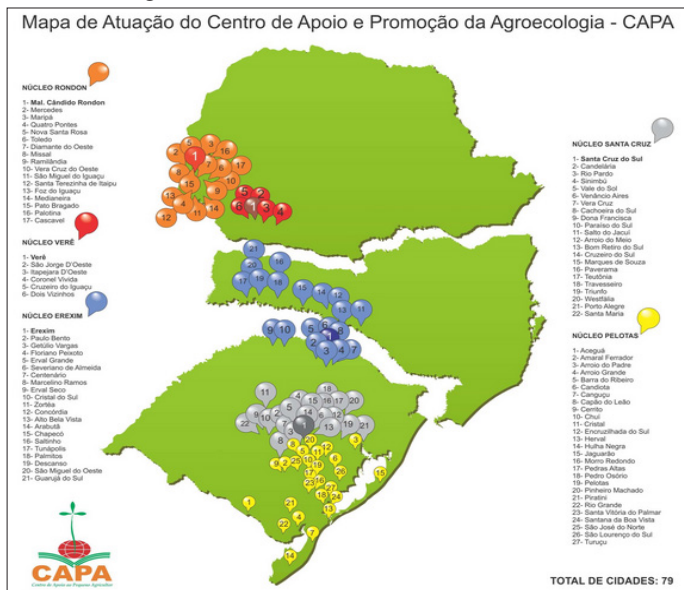 Mapa de Atuação do Centro de Apoio e Promoção da Agroecologia - CAPA
NÚCLEO RONDON
1- Mal. Cândido Rondon
2- Mercedes
3- Maripá
4- Quatro Pontes
5- Nova Santa Rosa
6- Toledo
7- Diamante do Oeste
8- Missal
9- Ramilândia
10- Vera Cruz do Oeste
11- São Miguel do Iguaçu
12- Santa Terezinha de Itaipu
13- Foz do Iguaçu
14- Medianeira
15- Pato Bragado
16- Palotina
17- Cascavel
NÚCLEO VERÊ
1- Verê
2- São Jorge D'Oeste
3- Itapejara D'Oeste
4- Coronel Vivida
5- Cruzeiro do Iguaçu
6- Dois Vizinhos
NÚCLEO EREXIM
1- Erexim
2- Paulo Bento
3- Getúlio Vargas
4- Floriano Peixoto
5- Erval Grande
6- Severiano de Almeida
7- Centenário
8- Marcelino Ramos
9- Erval Seco
10- Cristal do Sul
11- Zortéa
12- Concórdia
13- Alto Bela Vista
14- Arabutã
15- Chapecó
16- Saltinho
17- Tunápolis
18- Palmitos
19- Descanso
20- São Miguel do Oeste
21- Guarujá do Sul
NÚCLEO SANTA CRUZ
1- Santa Cruz do Sul
2- Candelária
3- Rio Pardo
4- Sinimbú
5- Vale do Sol
6- Venâncio Aires
7- Vera Cruz
8- Cachoeira do Sul
9- Dona Francisca
10- Paraíso do Sul
11- Salto do Jacuí
12- Arroio do Meio
13- Bom Retiro do Sul
14- Cruzeiro do Sul
15- Marques de Souza
16- Paverama
17- Teutônia
18- Travesseiro
19- Triunfo
20- Westfália
21- Porto Alegre
22- Santa Maria
NÚCLEO PELOTAS
1- Aceguá
2- Amaral Ferrador
3- Arroio do Padre
4- Arroio Grande
5- Barra do Ribeiro
6- Candiota
7- Canguçu
8- Capão do Leão
9- Cerrito
10- Chuí
11- Cristal
12- Encruzilhada do Sul
13- Herval
14- Hulha Negra
15- Jaguarão
16- Morro Redondo
17- Pedras Altas
18- Pedro Osório
19- Pelotas
20- Pinheiro Machado
21- Piratini
22- Rio Grande
23- Santa Vitória do Palmar
24- Santana da Boa Vista
25- São José do Norte
26- São Lourenço do Sul
27- Turuçu
CAPA
Centro de Apoio ao Pequeno Agricultor
TOTAL DE CIDADES: 79